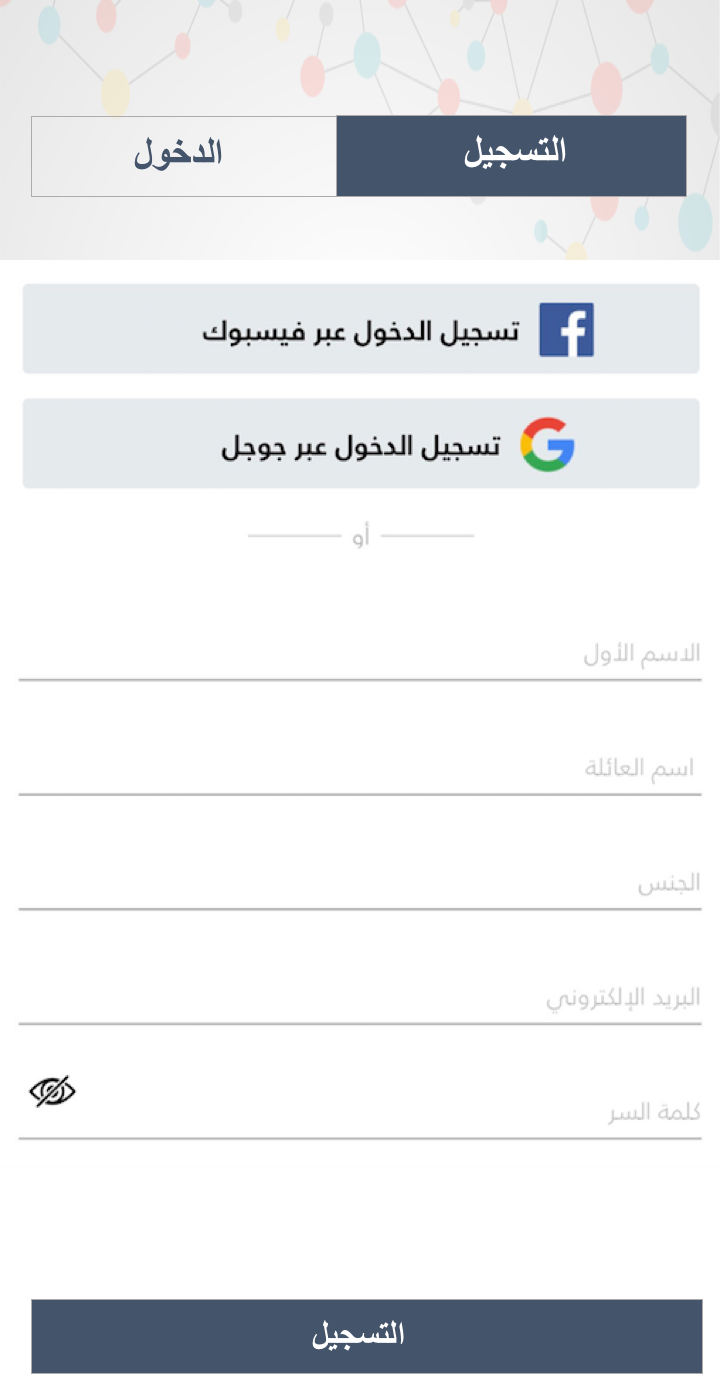 التسجيل
الدخول
تسجيل الدخول عبر فيسبوك
تسجيل الدخول عبر جوجل
أو
الاسم الأول
اسم العائلة
الجنس
البريد الإلكتروني
كلمة السر
التسجيل